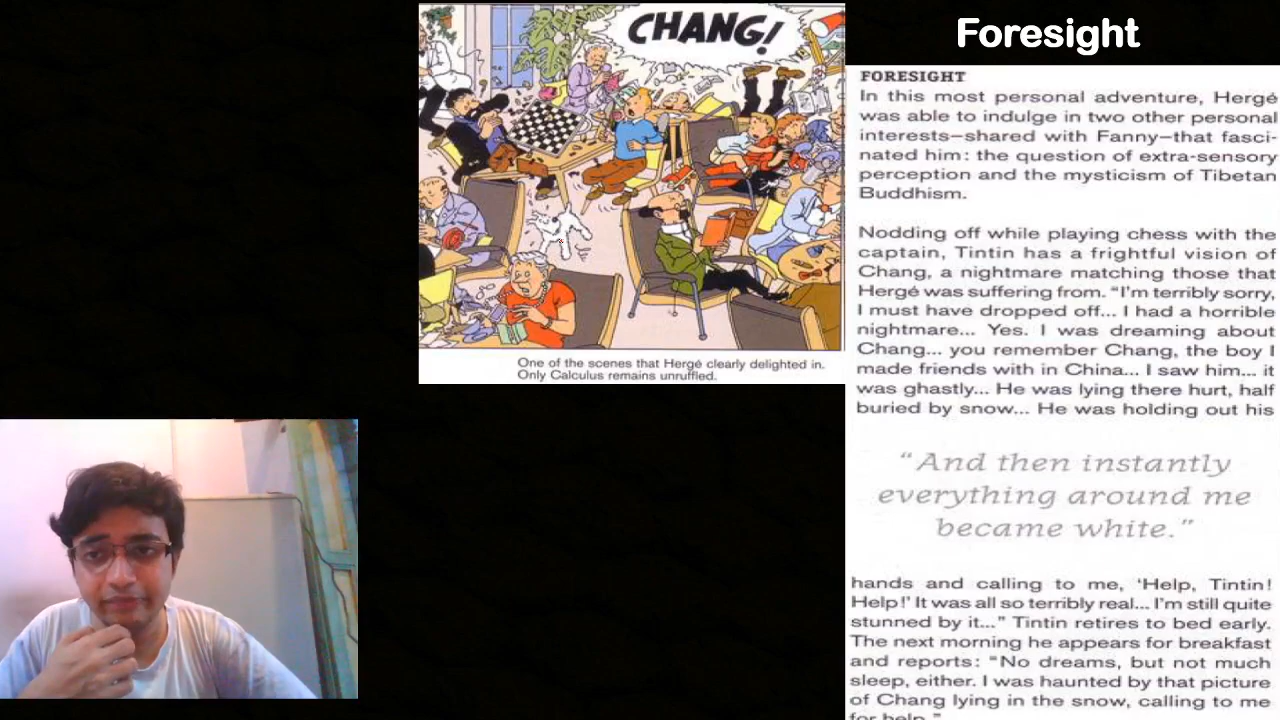 CHANG!
One of the scenes that Hergé clearly delighted in.
Only Calculus remains unruffled.
Foresight
FORESIGHT
In this most personal adventure, Hergé
was able to indulge in two other personal
interests—shared with Fanny—that fasci-
nated him: the question of extra-sensory
perception and the mysticism of Tibetan
Buddhism.
Nodding off while playing chess with the
captain, Tintin has a frightful vision of
Chang, a nightmare matching those that
Hergé was suffering from. “I'm terribly sorry,
I must have dropped off... I had a horrible
nightmare... Yes. I was dreaming about
Chang... you remember Chang, the boy I
made friends with in China... I saw him... it
was ghastly... He was lying there hurt, half
buried by snow... He was holding out his
“And then instantly
everything around me
became white.”
hands and calling to me, ‘Help, Tintin!
Help!’ It was all so terribly real... I'm still quite
stunned by it...” Tintin retires to bed early.
The next morning he appears for breakfast
and reports: “No dreams, but not much
sleep, either. I was haunted by that picture
of Chang lying in the snow, calling to me
for help.”